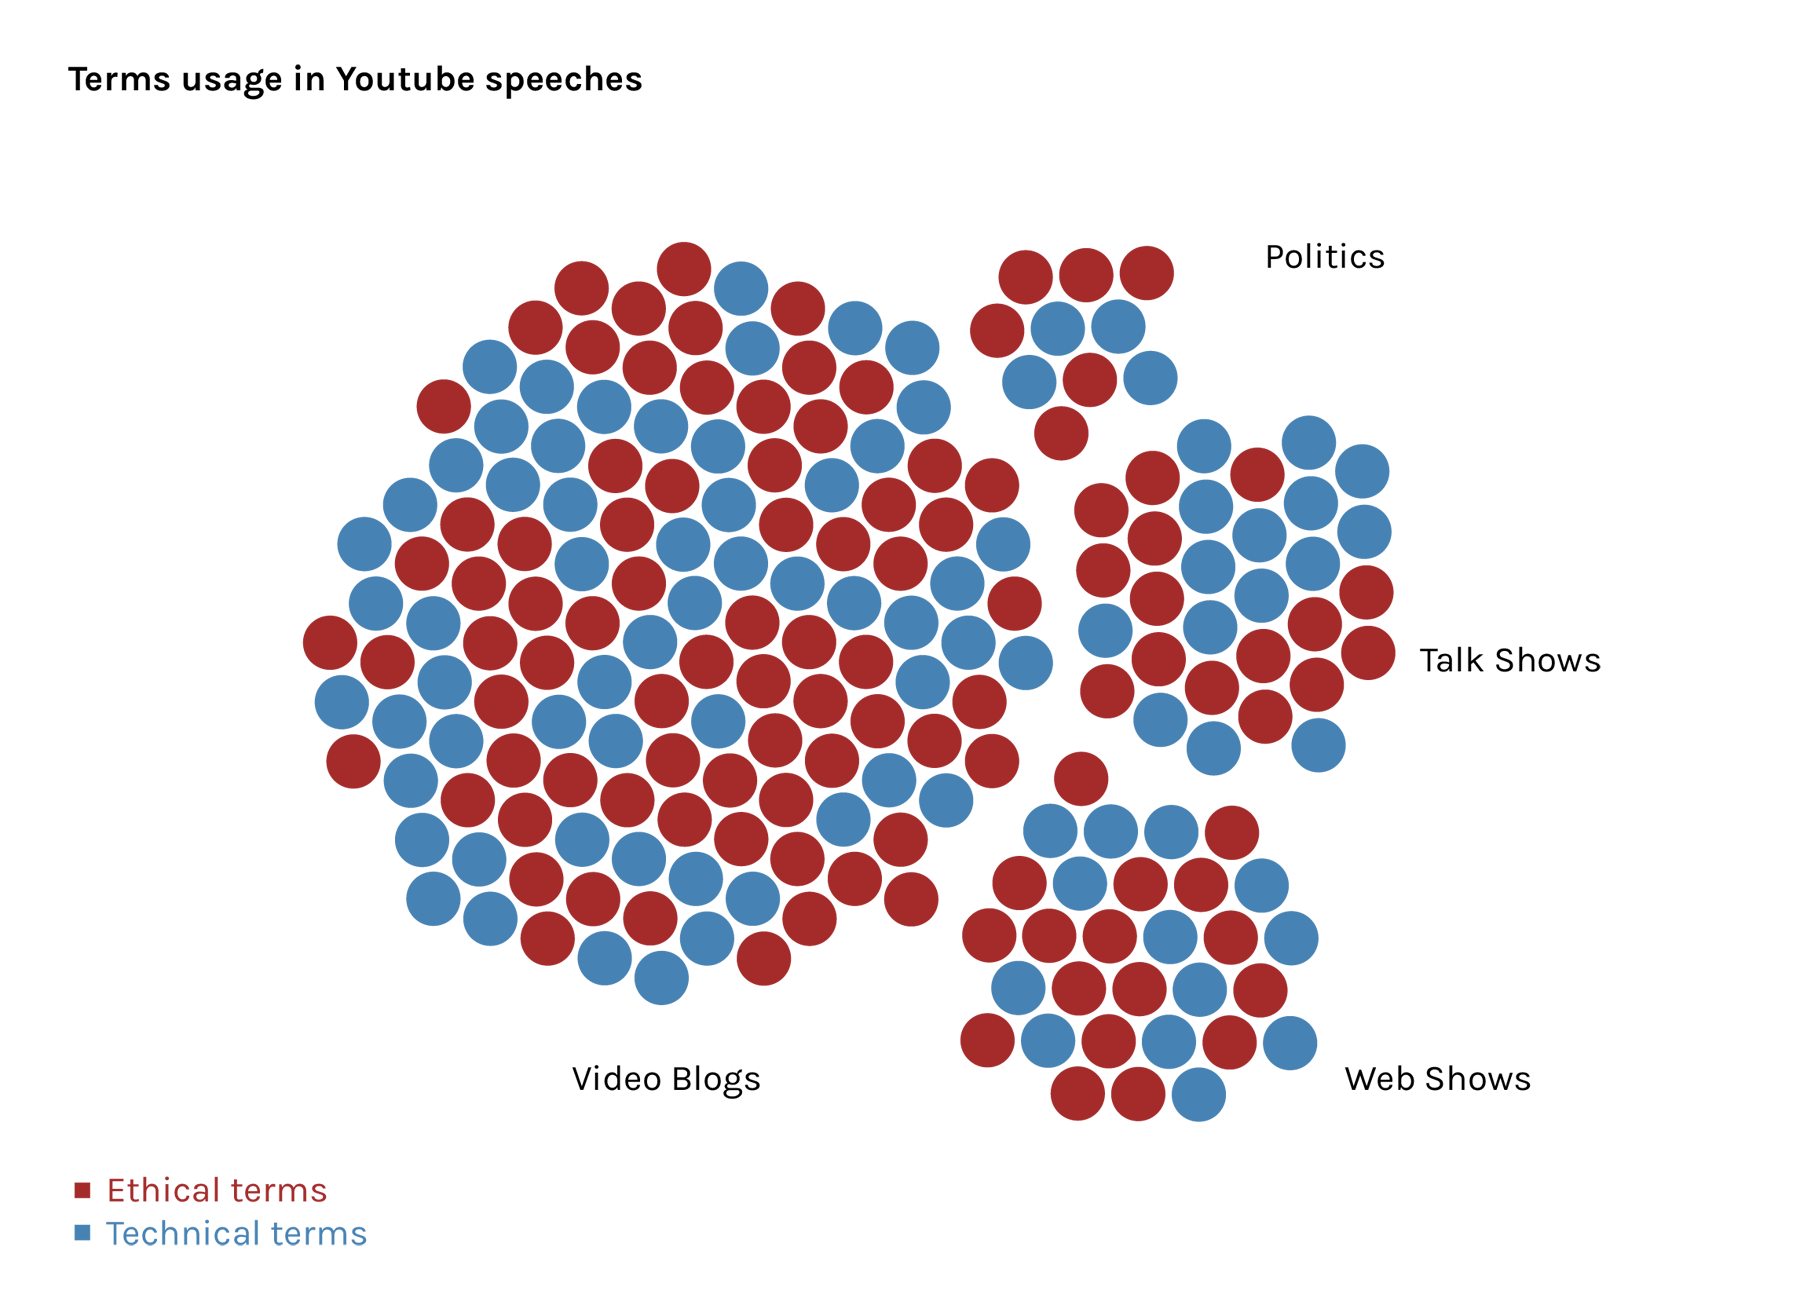 Terms usage in Youtube speeches
Politics
Talk Shows
Video Blogs
Web Shows
Ethical terms
Technical terms